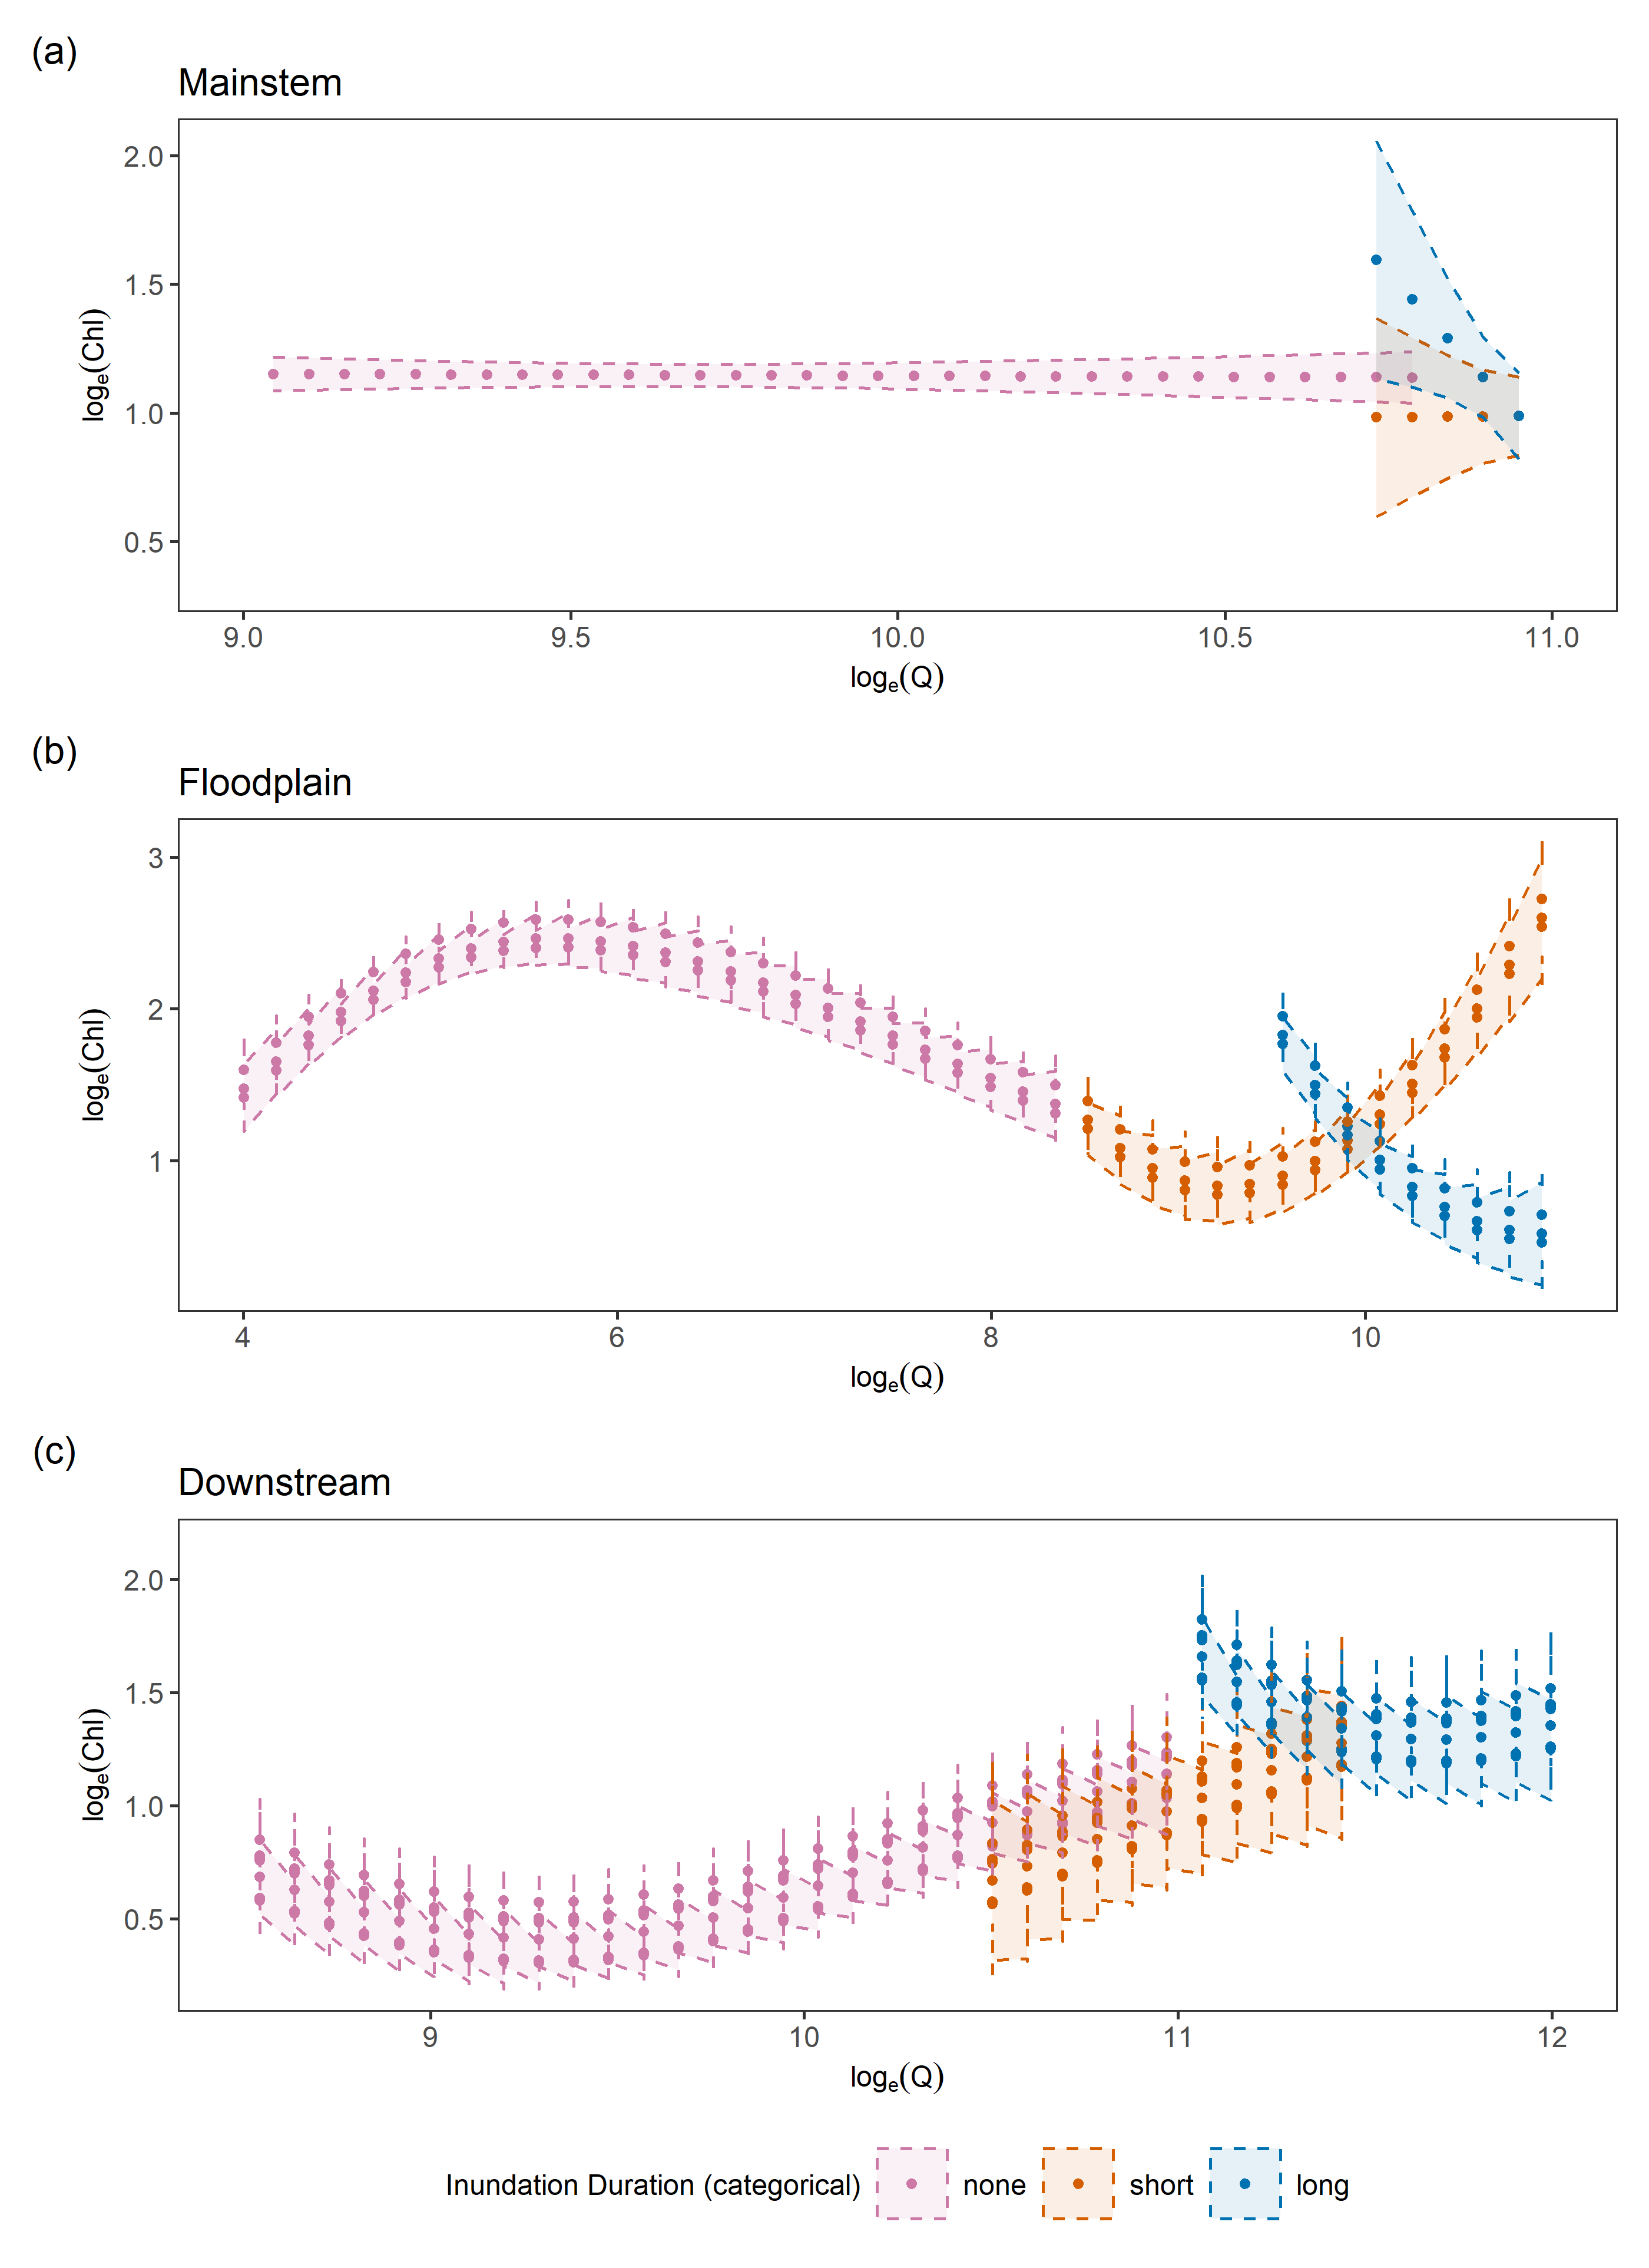 (a)
Mainstem
2.0
1.5
1.0
0.5
logₑ(Chl)
9.0 9.5 10.0 10.5 11.0
logₑ(Q)
(b)
Floodplain
3
2
1
logₑ(Chl)
4 6 8 10
logₑ(Q)
(c)
Downstream
2.0
1.5
1.0
0.5
logₑ(Chl)
9 10 11 12
logₑ(Q)
Inundation Duration (categorical) none short long